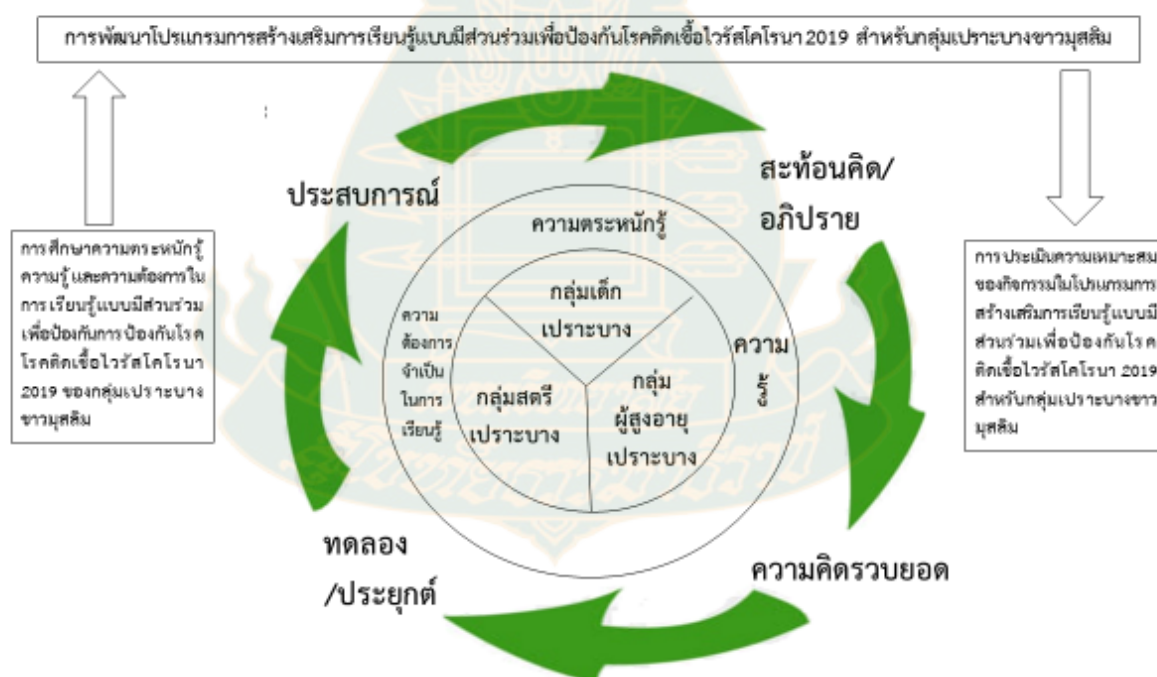 การพัฒนาโปรแกรมการสร้างเสริมการเรียนรู้แบบมีส่วนร่วมเพื่อป้องกันโรคติดเชื้อไวรัสโคโรนา 2019 สำหรับกลุ่มเปราะบางชาวมุสลิม
ประสบการณ์
สะท้อนคิด/
อภิปราย
ความตระหนักรู้
การศึกษาความตระหนักรู้
ความรู้ และความต้องการใน
การเรียนรู้แบบมีส่วนร่วม
เพื่อป้องกันการป้องกันโรค
โรคติดเชื้อไวรัสโคโรนา
2019 ของกลุ่มเปราะบาง
ชาวมุสลิม
ความ
ต้องการ
จำเป็น
ในการ
เรียนรู้
กลุ่มเด็ก
เปราะบาง
กลุ่มสตรี
เปราะบาง
กลุ่ม
ผู้สูงอายุ
เปราะบาง
ความ
การประเมินความเหมาะสม
ของกิจกรรมในโปรแกรมการ
สร้างเสริมการเรียนรู้แบบมี
ส่วนร่วมเพื่อป้องกันโรค
ติดเชื้อไวรัสโคโรนา 2019
สำหรับกลุ่มเปราะบางชาว
มุสลิม
ทดลอง
/ประยุกต์
ความคิดรวบยอด